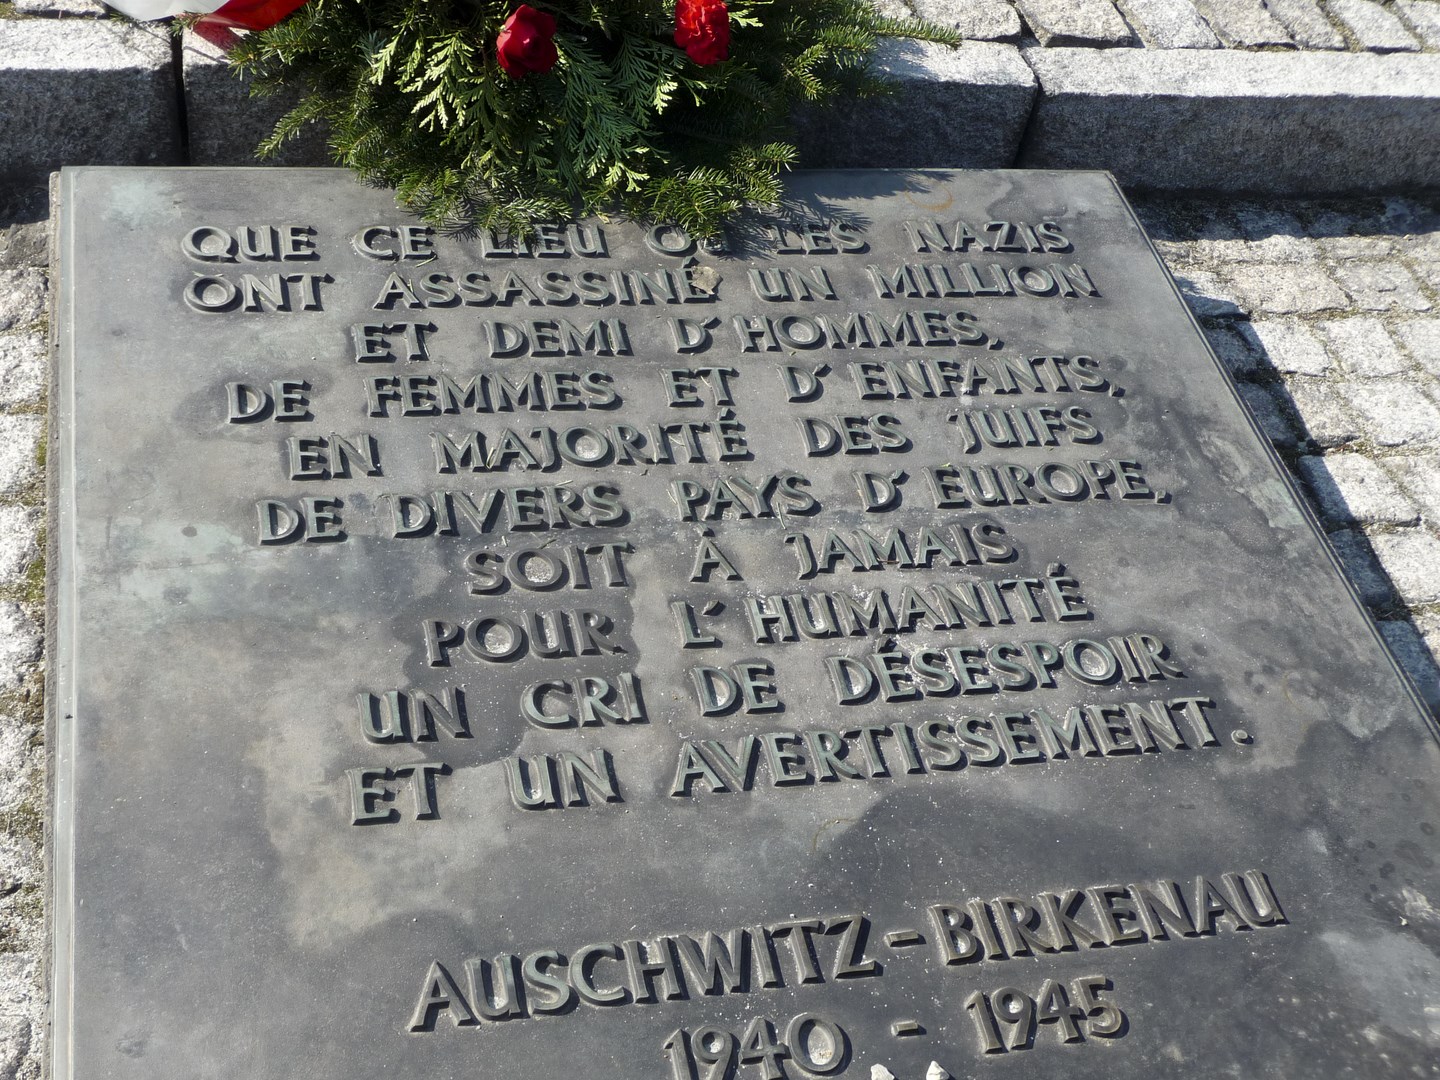 QUE CE LIEU OÙ LES NAZIS
ONT ASSASSINÉ UN MILLION
ET DEMI D'HOMMES,
DE FEMMES ET D'ENFANTS,
EN MAJORITÉ DES JUIFS
DE DIVERS PAYS D'EUROPE,
SOIT À JAMAIS
POUR L'HUMANITÉ
UN CRI DE DÉSESPOIR
ET UN AVERTISSEMENT.
AUSCHWITZ - BIRKENAU
1940 - 1945